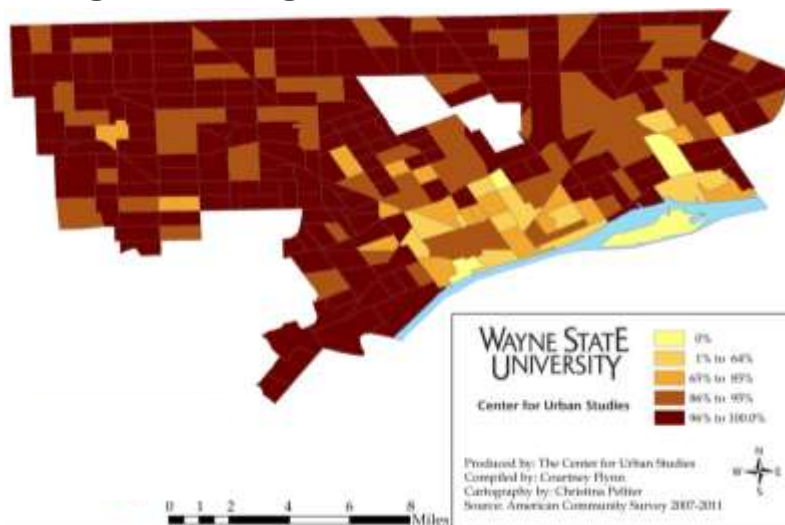 WAYNE STATE
UNIVERSITY
Center for Urban Studies
0%
1% to 64%
65% to 85%
86% to 95%
96% to 100.0%
N
W E
S
Produced by: The Center for Urban Studies
Compiled by: Courtney Flynn
Cartography by: Christina Peltier
Source: American Community Survey 2007-2011
0 1 2 4 6 8
Miles